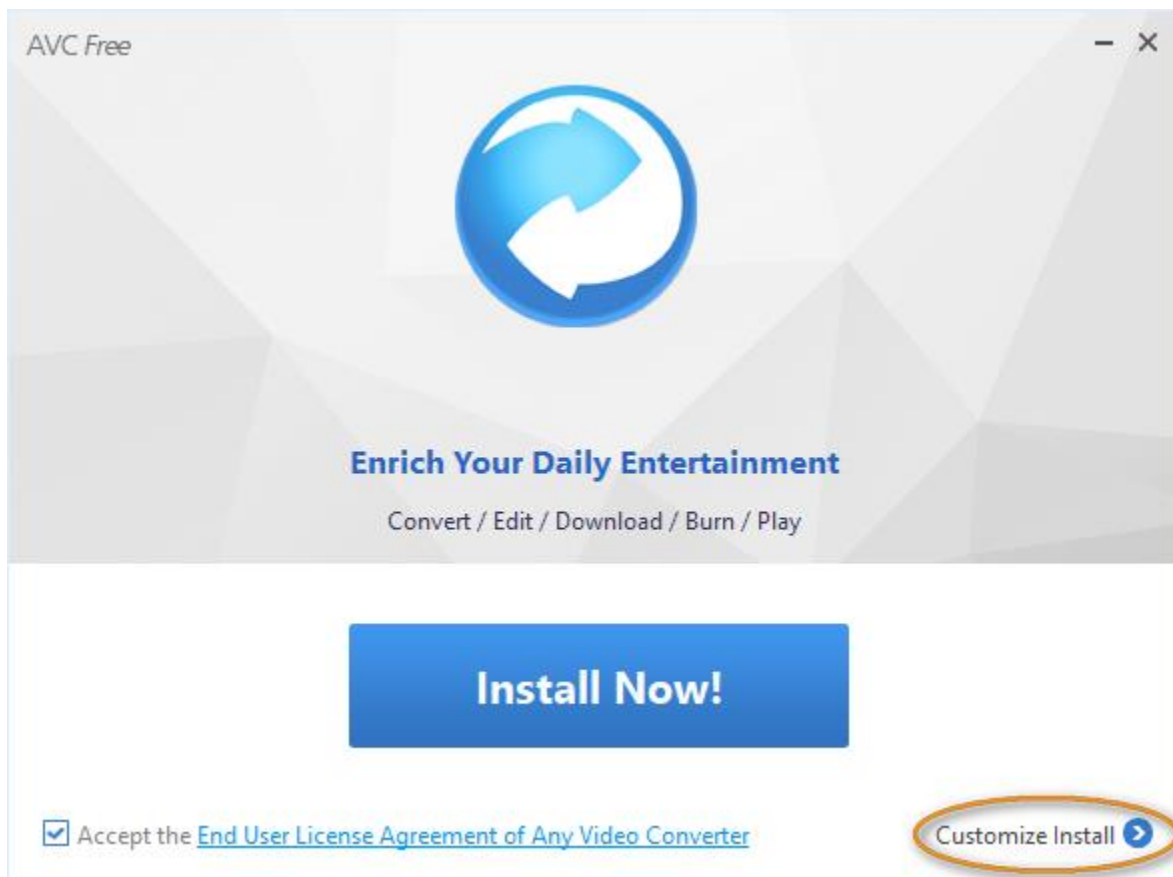 AVC Free
Enrich Your Daily Entertainment
Convert / Edit / Download / Burn / Play
Install Now!
Accept the End User License Agreement of Any Video Converter
Customize Install